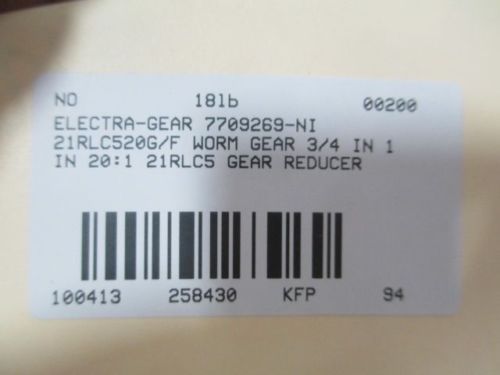 NO 18lb 00200
ELECTRA-GEAR 7709269-NI
21RLC520G/F WORM GEAR 3/4 IN 1
IN 20:1 21RLC5 GEAR REDUCER
100413 258430 KFP 94